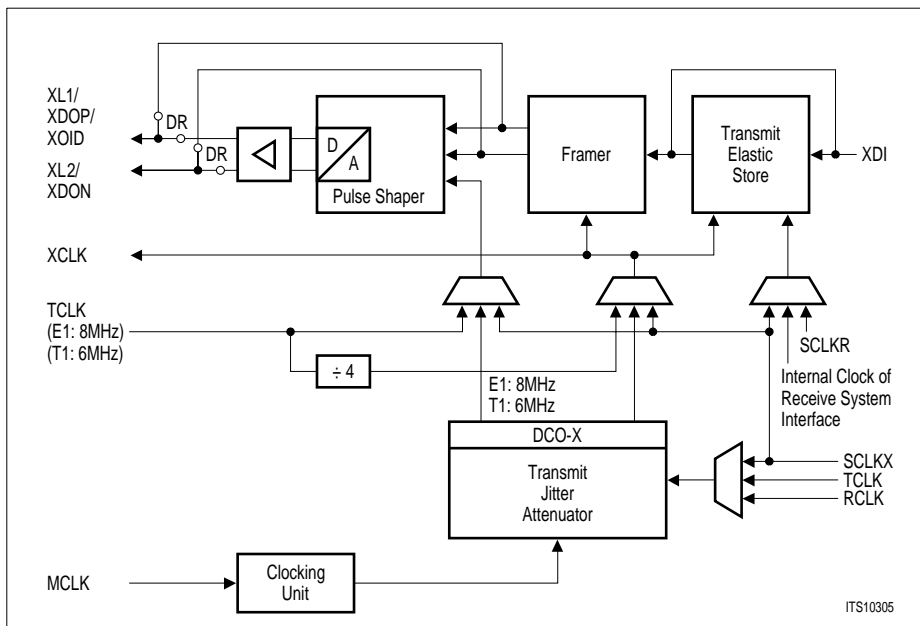 XL1/
XDOP/
XOID
DR
XL2/
XDON
DR
D
A
Pulse Shaper
Framer
Transmit
Elastic
Store
XDI
XCLK
TCLK
(E1: 8MHz)
(T1: 6MHz)
÷ 4
E1: 8MHz
T1: 6MHz
SCLKR
Internal Clock of
Receive System
Interface
DCO-X
Transmit
Jitter
Attenuator
SCLKX
TCLK
RCLK
MCLK
Clocking
Unit
ITS10305